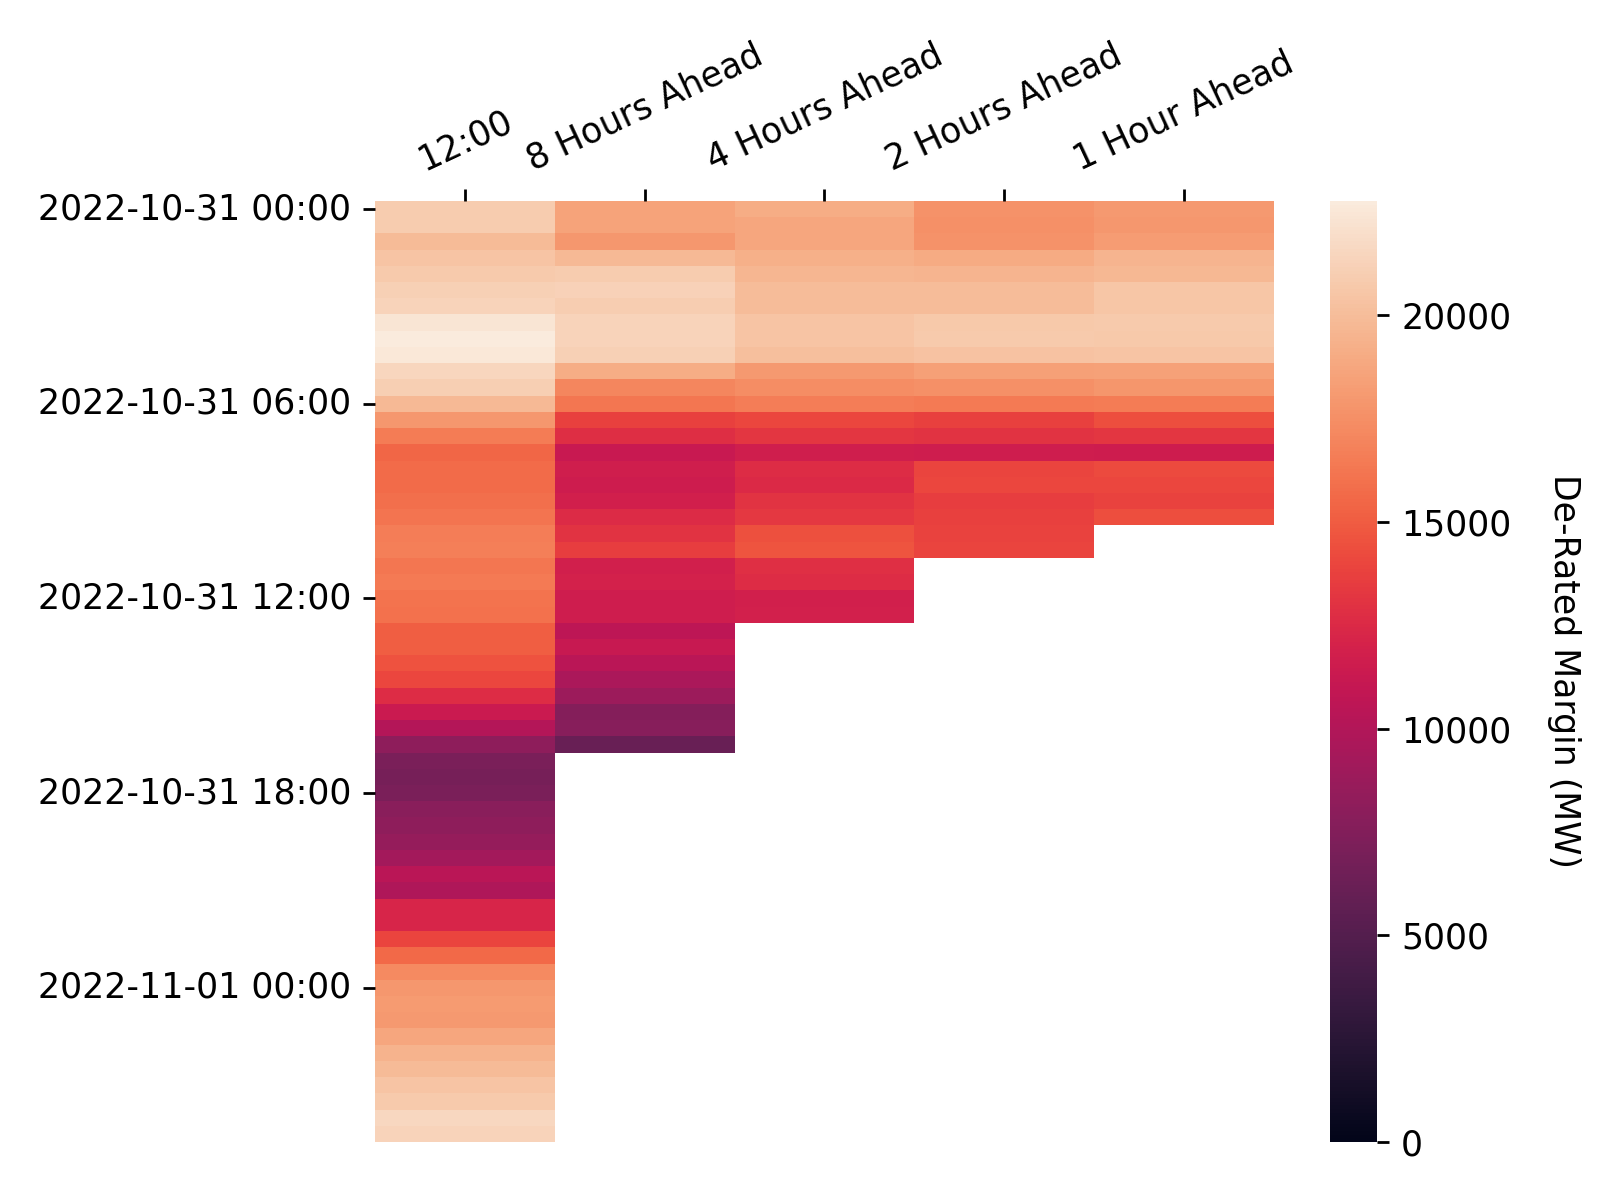 12:00
8 Hours Ahead
4 Hours Ahead
2 Hours Ahead
1 Hour Ahead
2022-10-31 00:00
2022-10-31 06:00
2022-10-31 12:00
2022-10-31 18:00
2022-11-01 00:00
20000
15000
10000
5000
0
De-Rated Margin (MW)